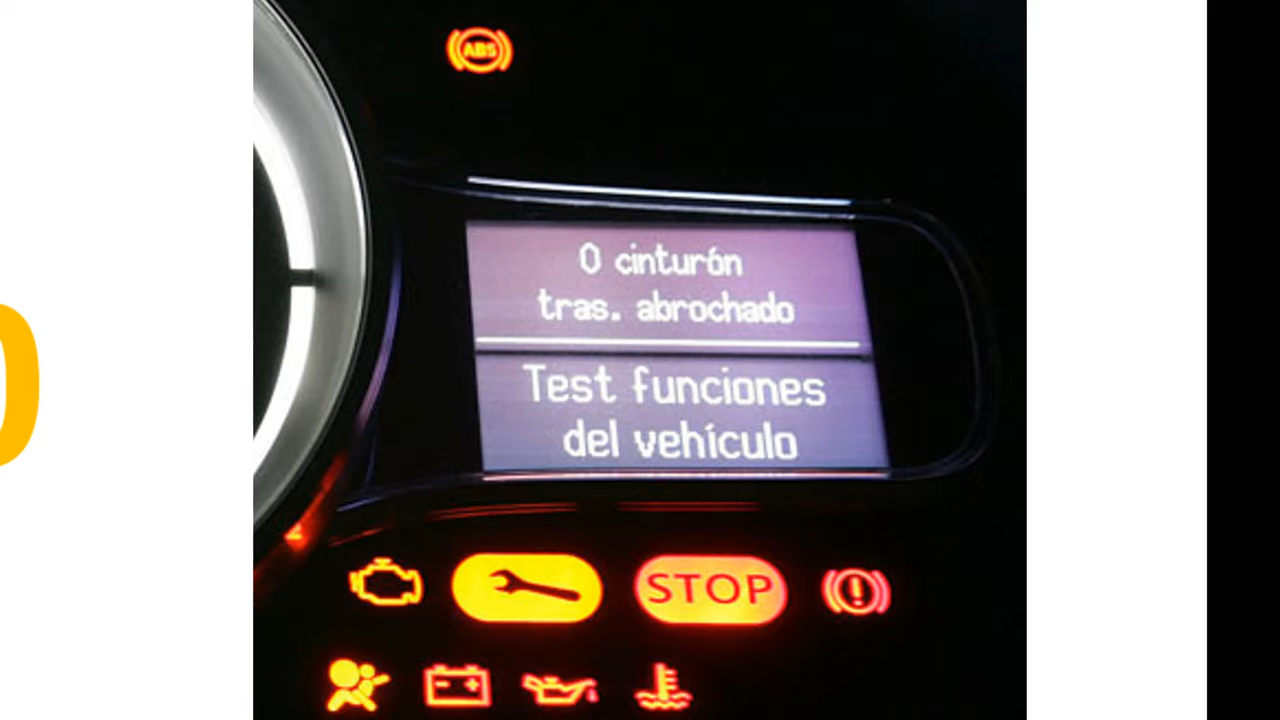 ABS
0 cinturón
tras. abrochado
Test funciones
del vehículo
STOP